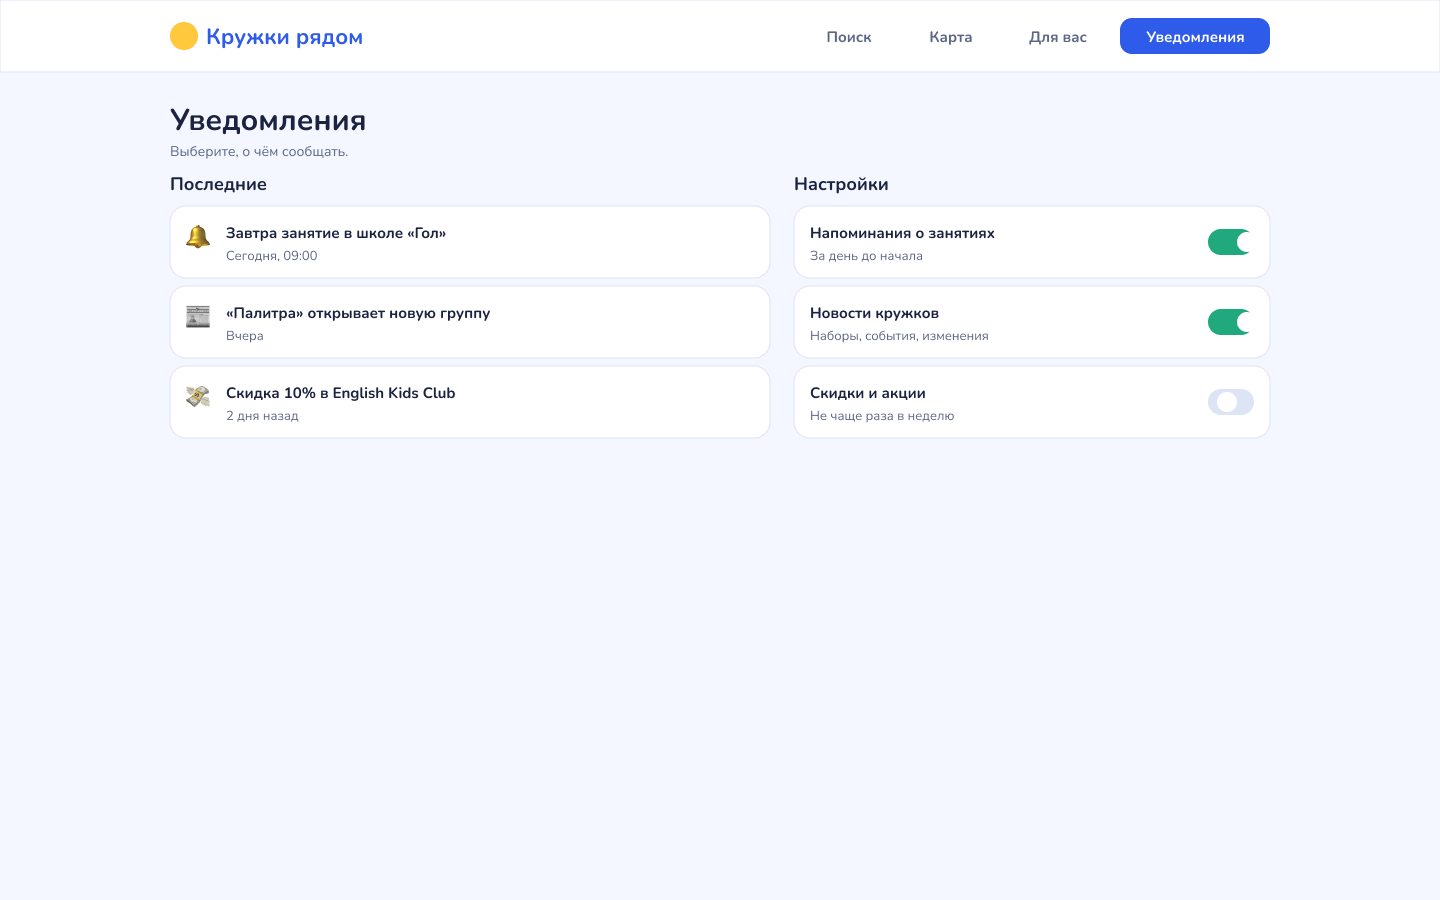 Кружки рядом
Поиск
Карта
Для вас
Уведомления
Уведомления
Выберите, о чём сообщать.
Последние
Завтра занятие в школе «Гол»
Сегодня, 09:00
«Палитра» открывает новую группу
Вчера
Скидка 10% в English Kids Club
2 дня назад
Настройки
Напоминания о занятиях
За день до начала
Новости кружков
Наборы, события, изменения
Скидки и акции
Не чаще раза в неделю